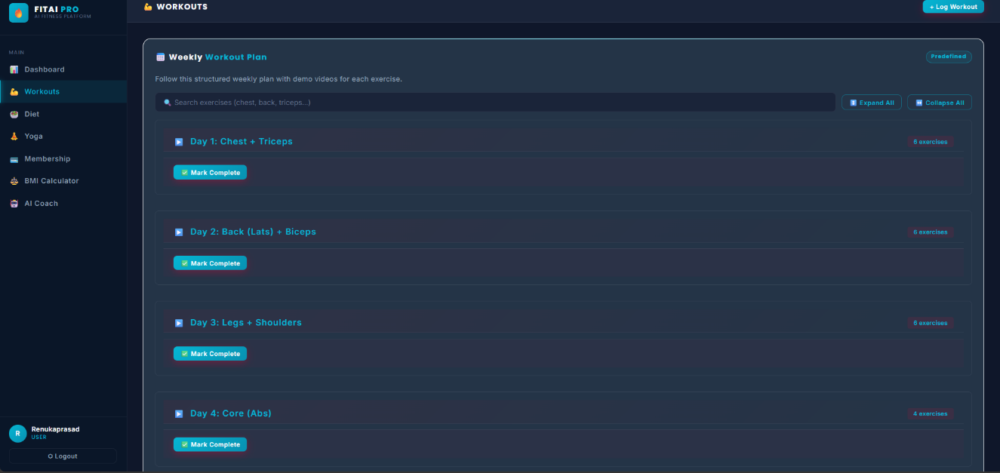 FITAI PRO
AI FITNESS PLATFORM
MAIN
Dashboard
Workouts
Diet
Yoga
Membership
BMI Calculator
AI Coach
R
Renukaprasad
USER
Logout
WORKOUTS
+ Log Workout
Weekly Workout Plan
Predefined
Follow this structured weekly plan with demo videos for each exercise.
Search exercises (chest, back, triceps...)
Expand All
Collapse All
Day 1: Chest + Triceps
6 exercises
Mark Complete
Day 2: Back (Lats) + Biceps
6 exercises
Mark Complete
Day 3: Legs + Shoulders
6 exercises
Mark Complete
Day 4: Core (Abs)
4 exercises
Mark Complete